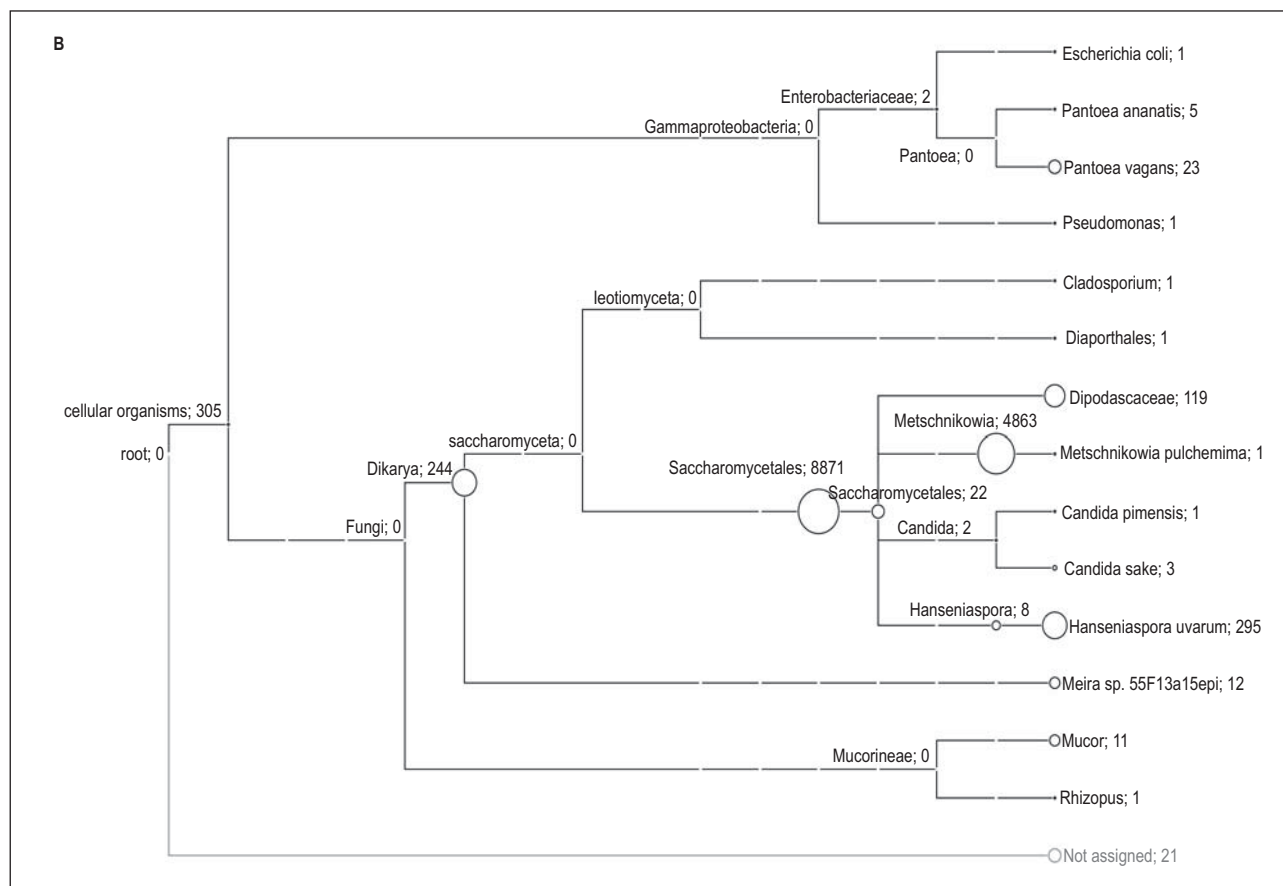 B
Escherichia coli; 1
Enterobacteriaceae; 2
Pantoea ananatis; 5
Gammaproteobacteria; 0
Pantoea; 0
Pantoea vagans; 23
Pseudomonas; 1
Cladosporium; 1
leotiomyceta; 0
Diaporthales; 1
Dipodascaceae; 119
cellular organisms; 305
Metschnikowia; 4863
saccharomyceta; 0
root; 0
Metschnikowia pulchemima; 1
Dikarya; 244
Saccharomycetales; 8871
Saccharomycetales; 22
Candida pimensis; 1
Fungi; 0
Candida; 2
Candida sake; 3
Hanseniaspora; 8
Hanseniaspora uvarum; 295
Meira sp. 55F13a15epi; 12
Mucor; 11
Mucorineae; 0
Rhizopus; 1
Not assigned; 21